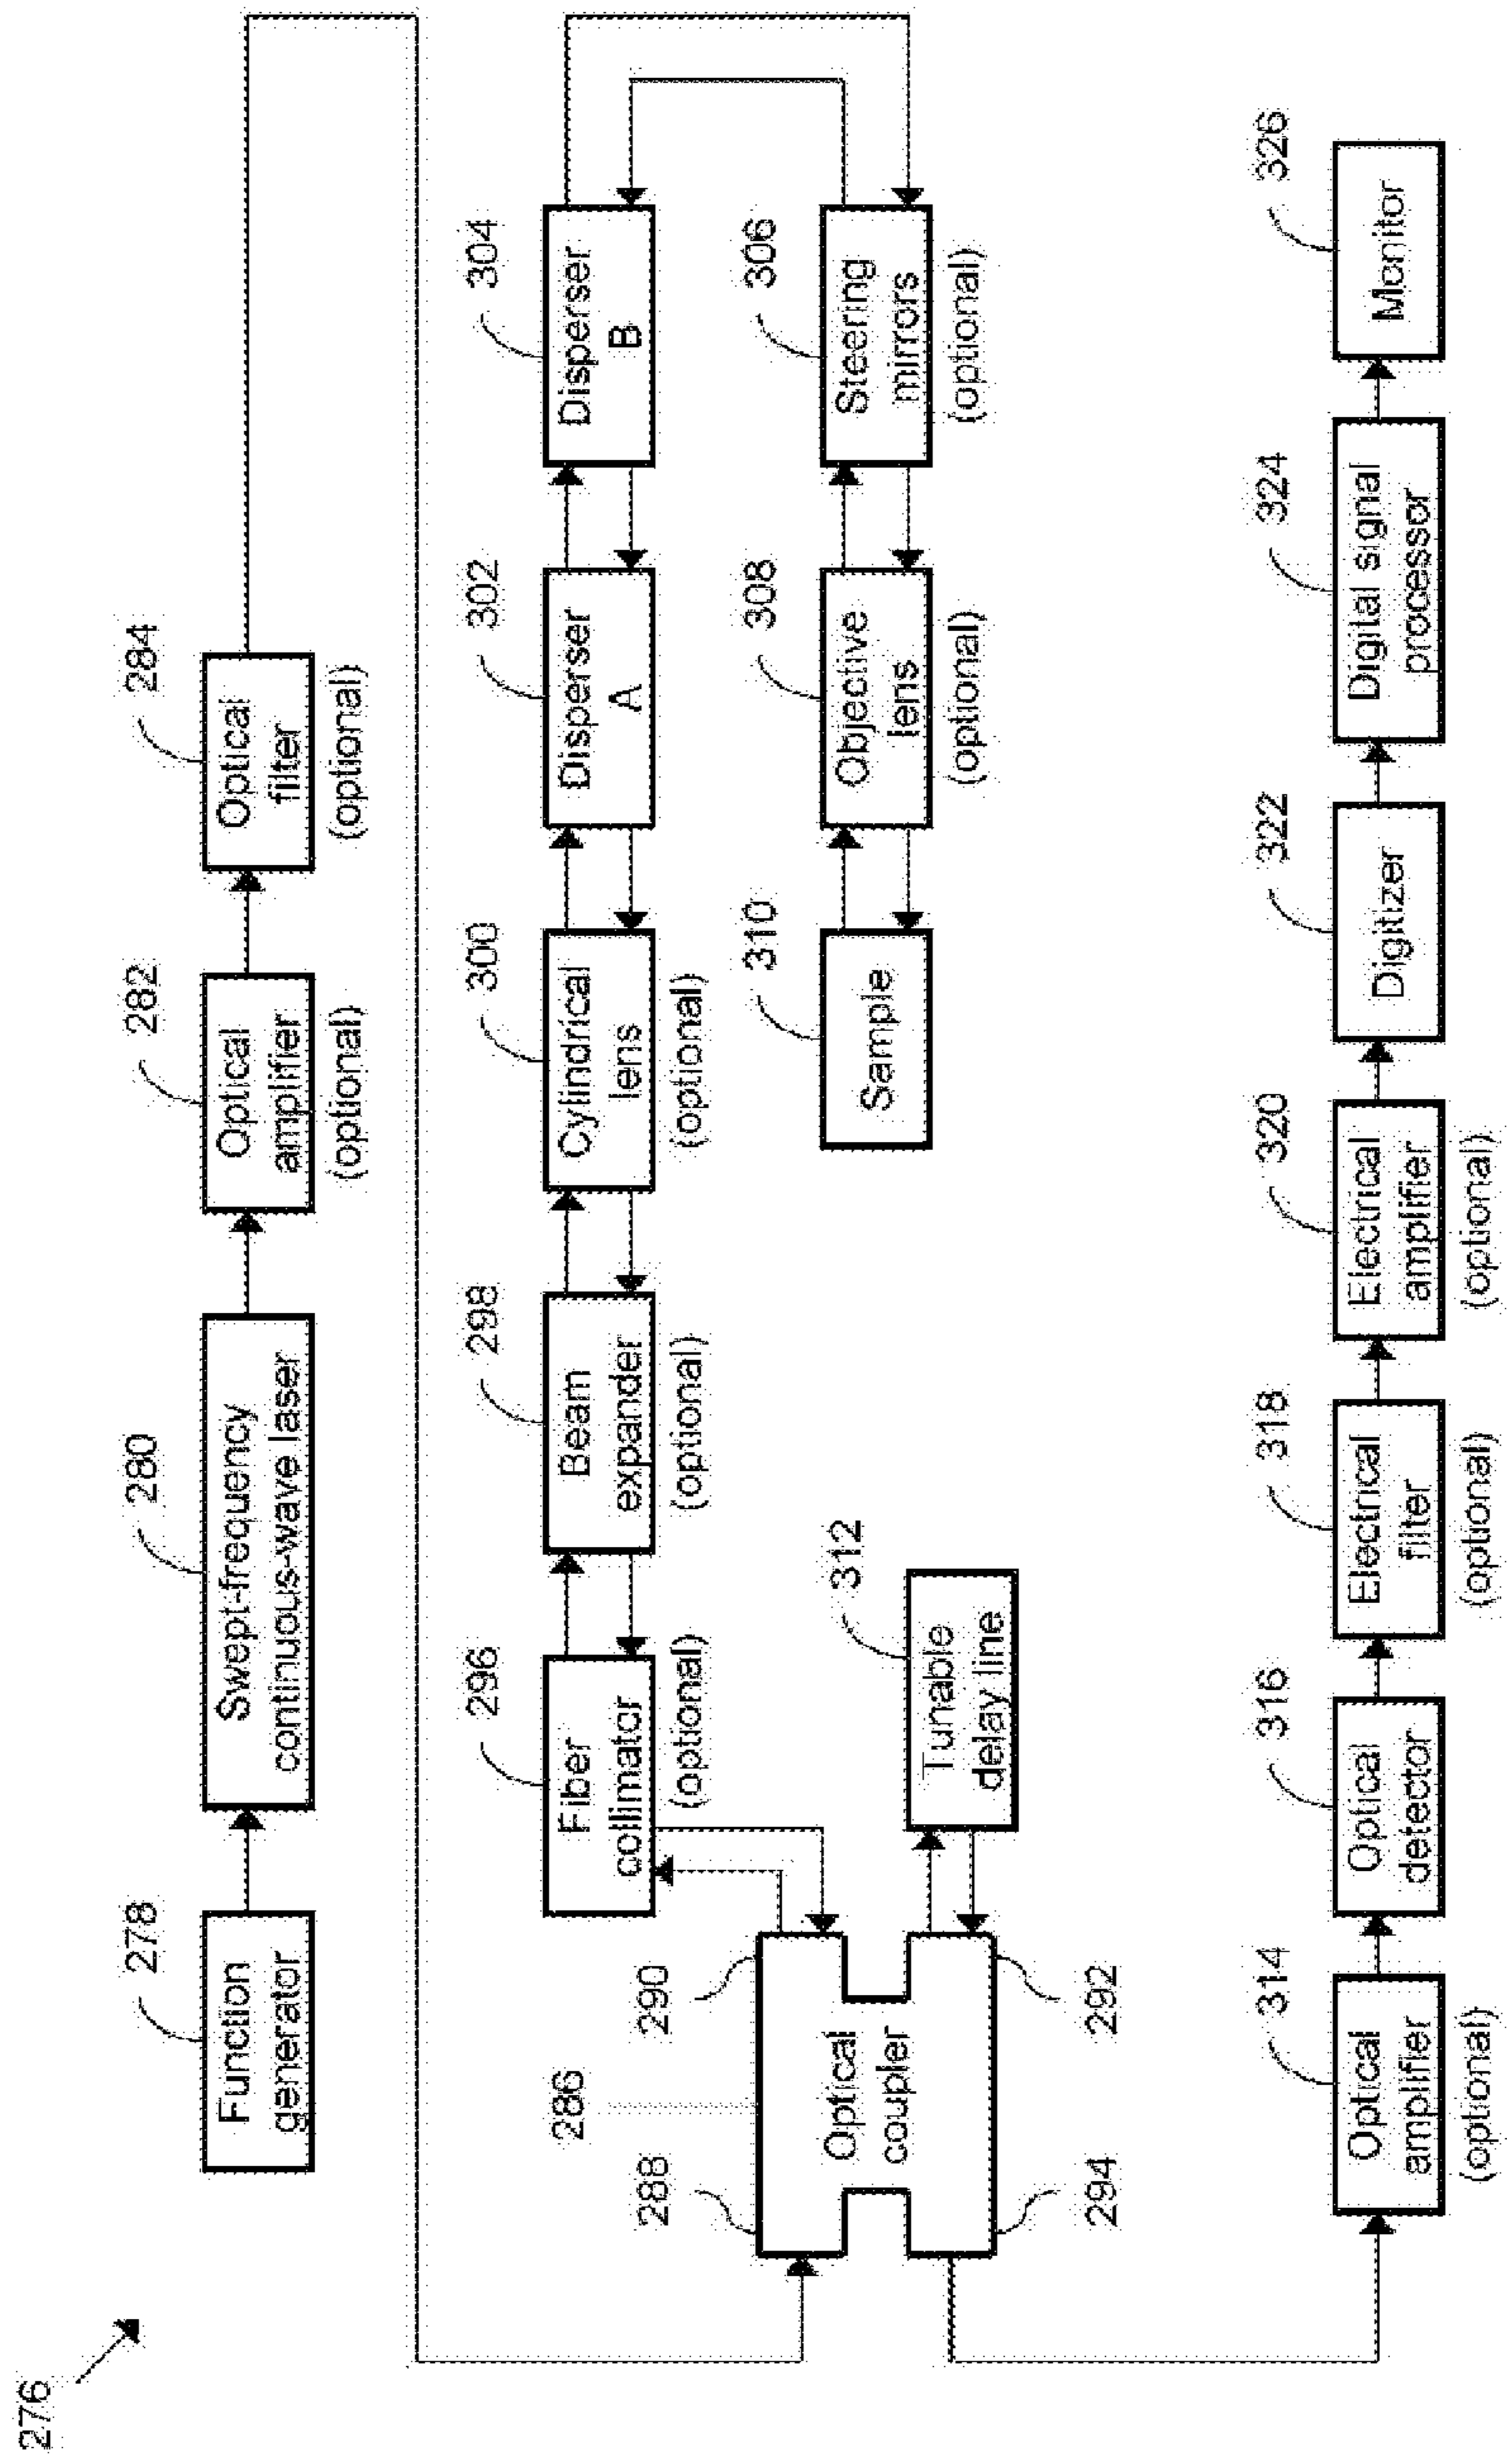 276
278
Function
generator
280
Swept-frequency
continuous-wave laser
282
Optical
amplifier
(optional)
284
Optical
filter
(optional)
296
Fiber
collimator
(optional)
298
Beam
expander
(optional)
300
Cylindrical
lens
(optional)
302
Disperser
A
304
Disperser
B
286
288
290
Optical
coupler
294
292
312
Tunable
delay line
310
Sample
308
Objective
lens
(optional)
306
Steering
mirrors
(optional)
314
Optical
amplifier
(optional)
316
Optical
detector
318
Electrical
filter
(optional)
320
Electrical
amplifier
(optional)
322
Digitizer
324
Digital signal
processor
326
Monitor